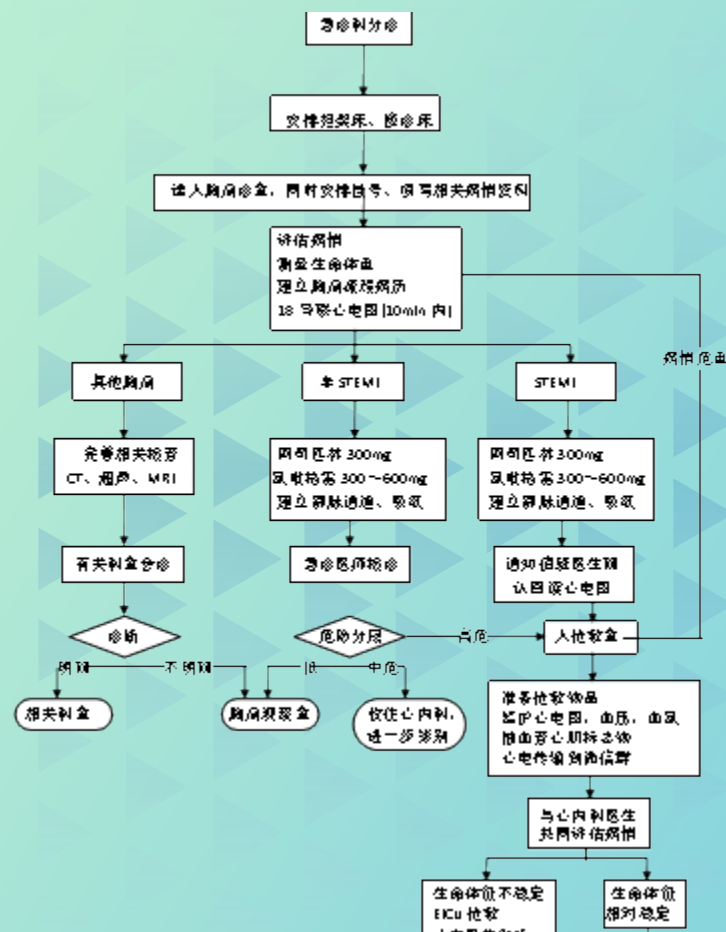 急诊科分诊
安排担架床、抢诊床
进入胸痛诊室，同时安排挂号、填写相关病情资料
评估病情
测量生命体重
建立胸痛规范病历
18 导联心电图(10min 内)
病情危重
其他胸痛
非 STEMI
STEMI
完善相关检查
CT、超声、MRI
阿司匹林 300mg
氯吡格雷 300~600mg
建立静脉通道、吸氧
阿司匹林 300mg
氯吡格雷 300~600mg
建立静脉通道、吸氧
有关科室会诊
急诊医师检诊
通知值班医生确
认图读心电图
诊断
危险分层
高危
入抢救室
明确
不明确
低
中危
相关科室
胸痛观察室
收住心内科，
进一步鉴别
准备抢救物品
监护心电图，血压，血氧
抽血查心肌标志物
心电传输到微信群
与心内科医生
共同评估病情
生命体征不稳定
EICU 抢救
生命体征
相对稳定